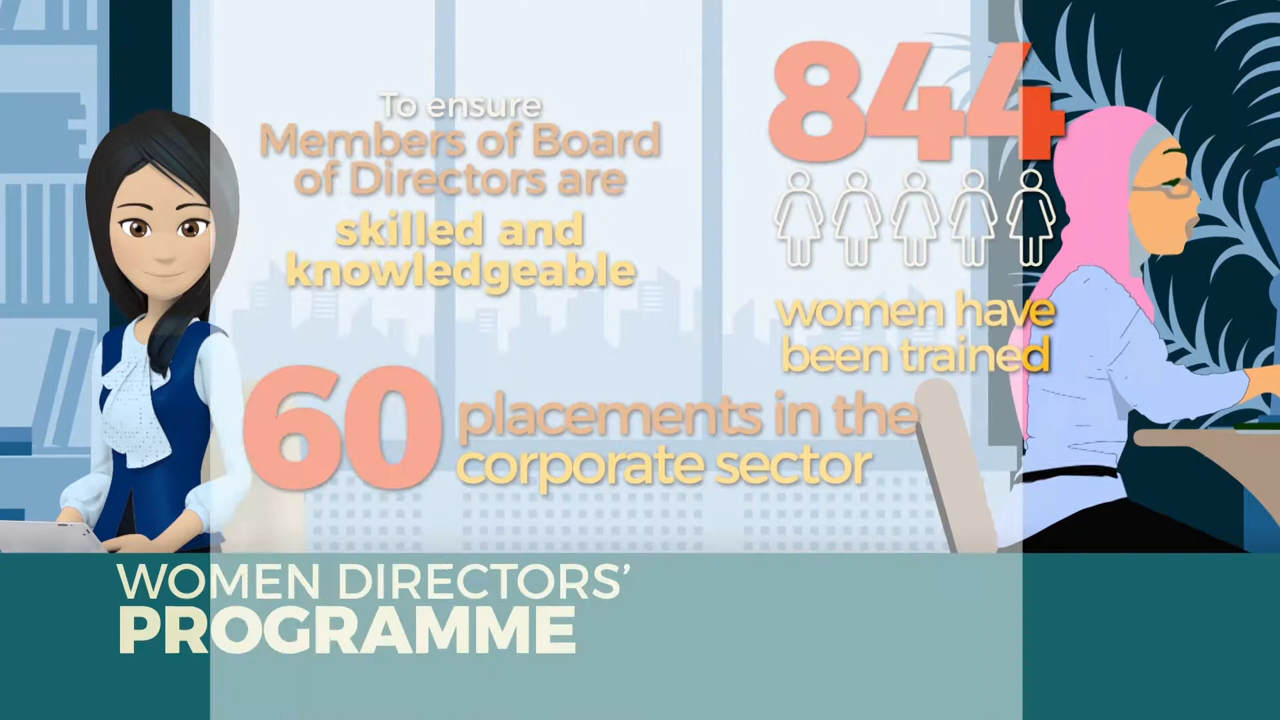 To ensure
Members of Board
of Directors are
skilled and
knowledgeable
844
women have
been trained
60 placements in the
corporate sector
WOMEN DIRECTORS’
PROGRAMME